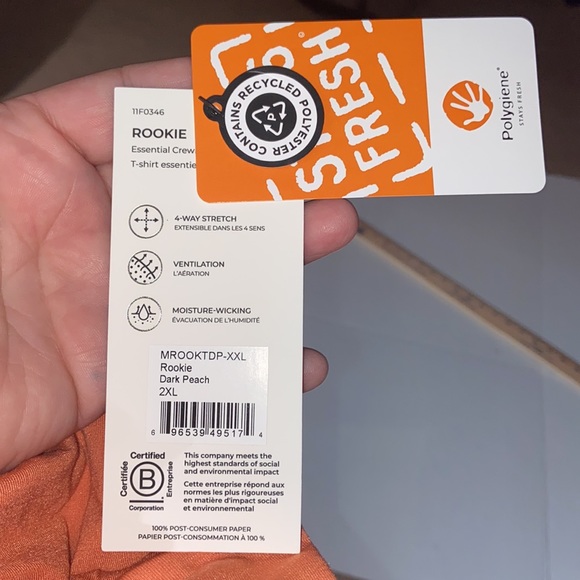 11F0346
ROOKIE
Essential Crew
T-shirt essentie
4-WAY STRETCH
EXTENSIBLE DANS LES 4 SENS
VENTILATION
L'AÉRATION
MOISTURE-WICKING
ÉVACUATION DE L'HUMIDITÉ
MROOKTDP-XXL
Rookie
Dark Peach
2XL
6 96539 49517 4
Certified
B
Corporation
Certifiée
Entreprise
This company meets the
highest standards of social
and environmental impact
Cette entreprise répond aux
normes les plus rigoureuses
en matière d'impact social
et environnemental
100% POST-CONSUMER PAPER
PAPIER POST-CONSOMMATION À 100 %
CONTAINS RECYCLED POLYESTER
P
STAYS
FRESH
Polygiene®
STAYS FRESH